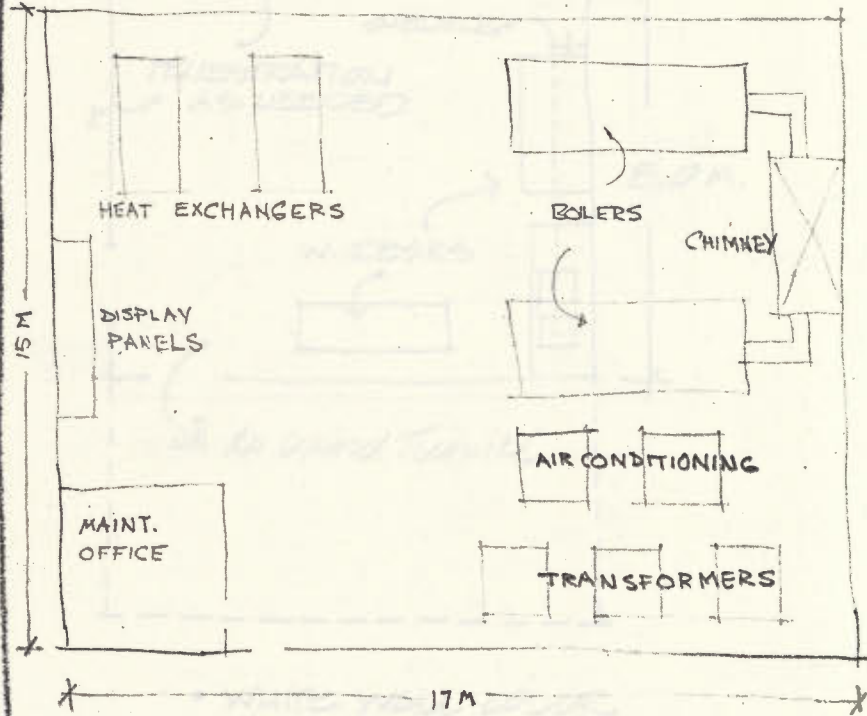 HEAT EXCHANGERS
BOILERS
CHIMNEY
DISPLAY
PANELS
15 M
AIR CONDITIONING
MAINT.
OFFICE
TRANSFORMERS
17 M